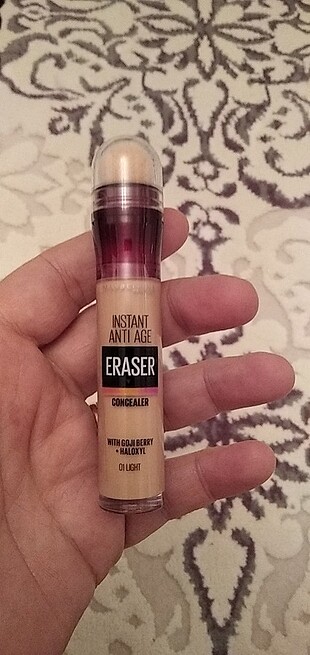 INSTANT
ANTI AGE
ERASER
CONCEALER
WITH GOJI BERRY
+ HALOXYL
01 LIGHT